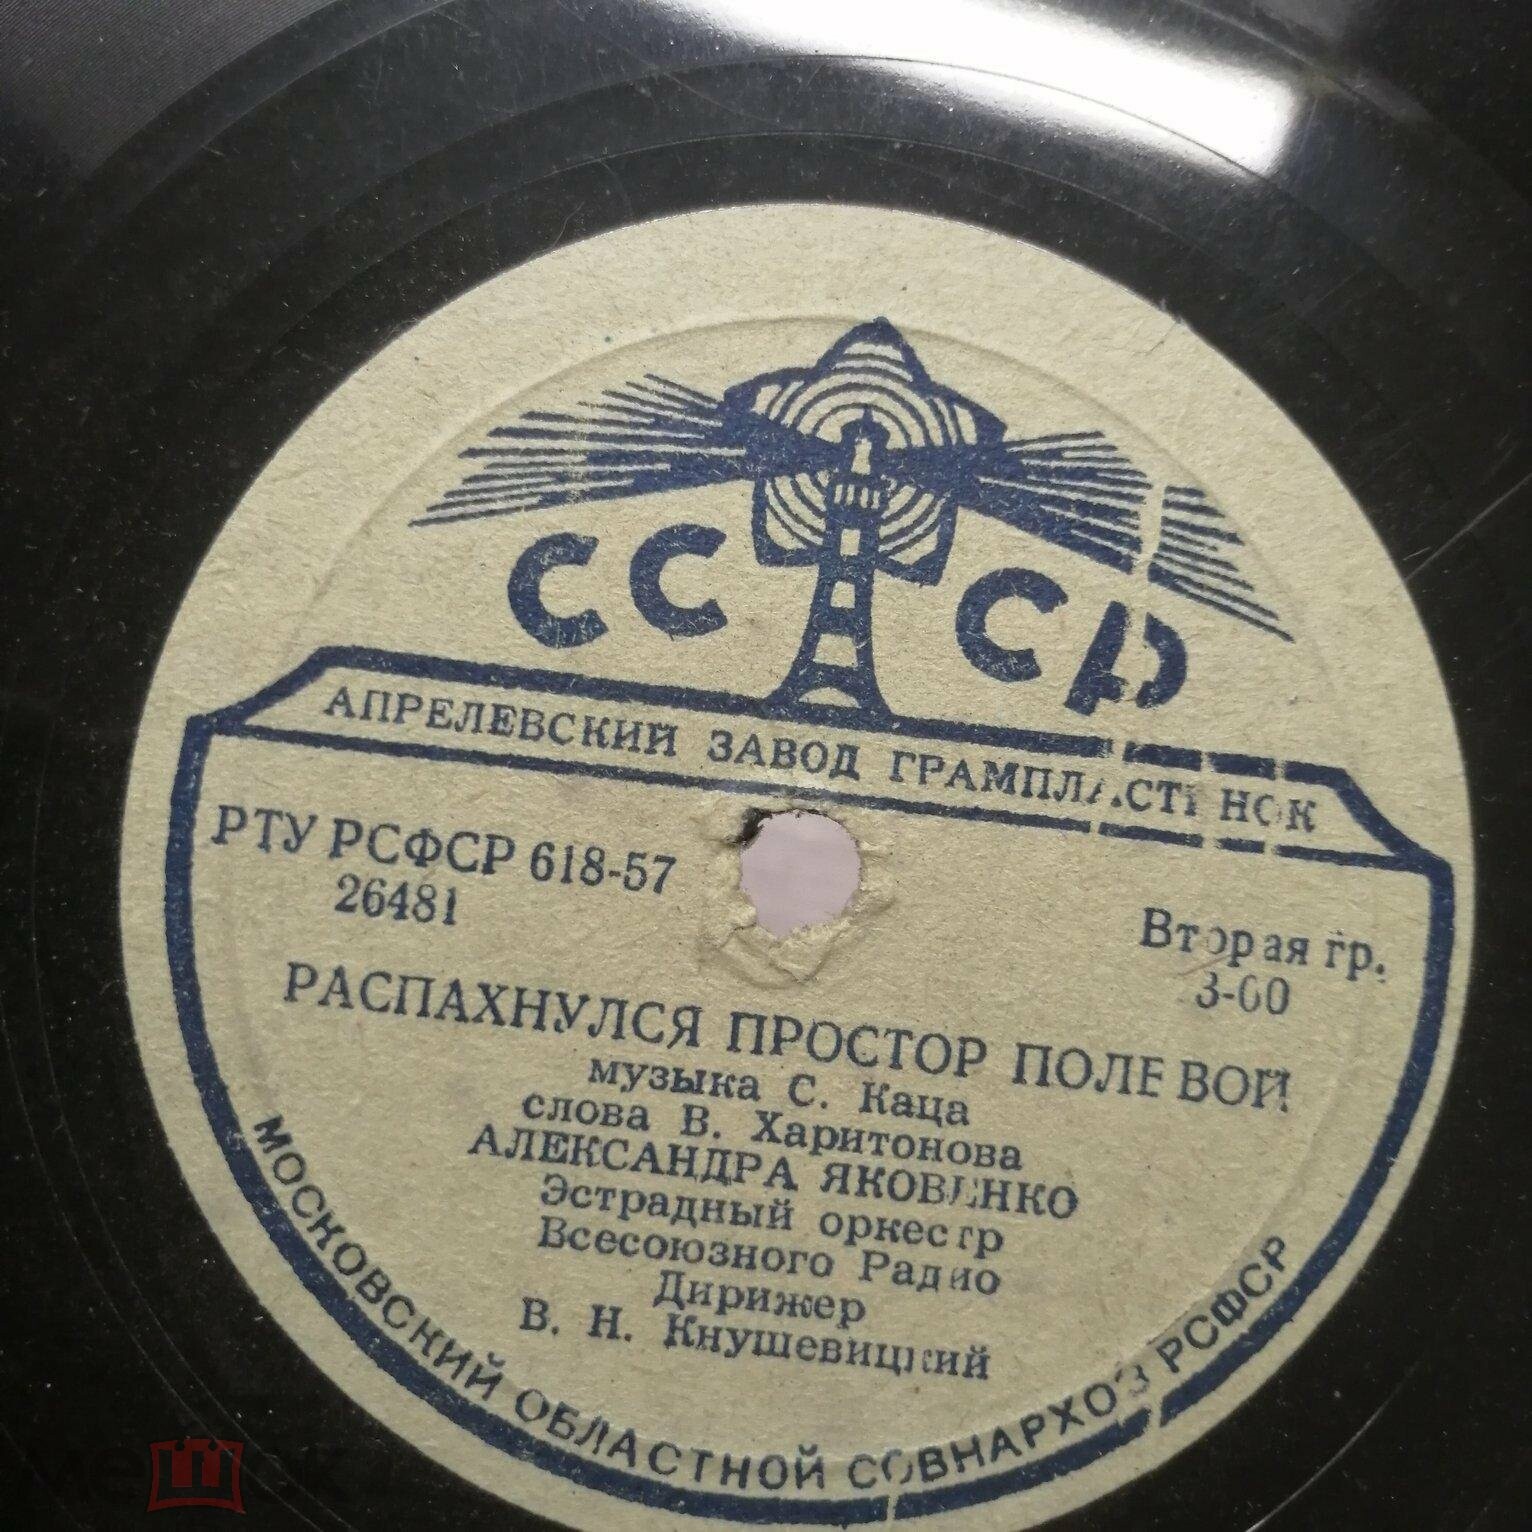 СССР
АПРЕЛЕВСКИЙ ЗАВОД ГРАМПЛАСТИНОК
РТУ РСФСР 618-57
26481
Вторая гр.
3-00
РАСПАХНУЛСЯ ПРОСТОР ПОЛЕВОЙ
музыка С. Каца
слова В. Харитонова
АЛЕКСАНДРА ЯКОВЕНКО
Эстрадный оркестр
Всесоюзного Радио
Дирижер
В. Н. Кнушевицкий
МОСКОВСКИЙ ОБЛАСТНОЙ СОВНАРХОЗ РСФСР